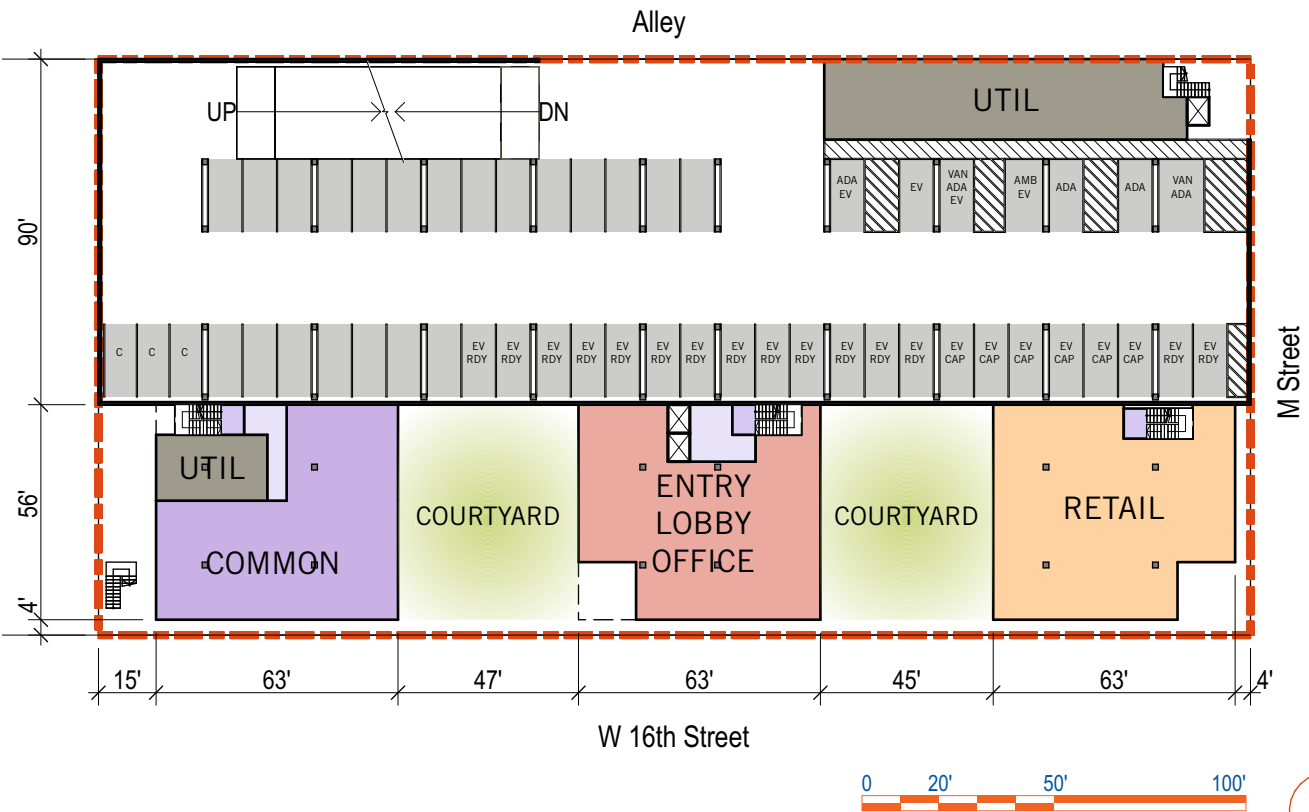 Alley
UP
DN
UTIL
90'
ADA
EV
EV
VAN
ADA
EV
AMB
EV
ADA
ADA
VAN
ADA
C
C
C
EV
RDY
EV
RDY
EV
RDY
EV
RDY
EV
RDY
EV
RDY
EV
RDY
EV
RDY
EV
RDY
EV
RDY
EV
RDY
EV
RDY
EV
RDY
EV
CAP
EV
CAP
EV
CAP
EV
CAP
EV
CAP
EV
CAP
EV
RDY
EV
RDY
M Street
56'
UTIL
COMMON
COURTYARD
ENTRY
LOBBY
OFFICE
COURTYARD
RETAIL
4'
15'
63'
47'
63'
45'
63'
4'
W 16th Street
0
20'
50'
100'